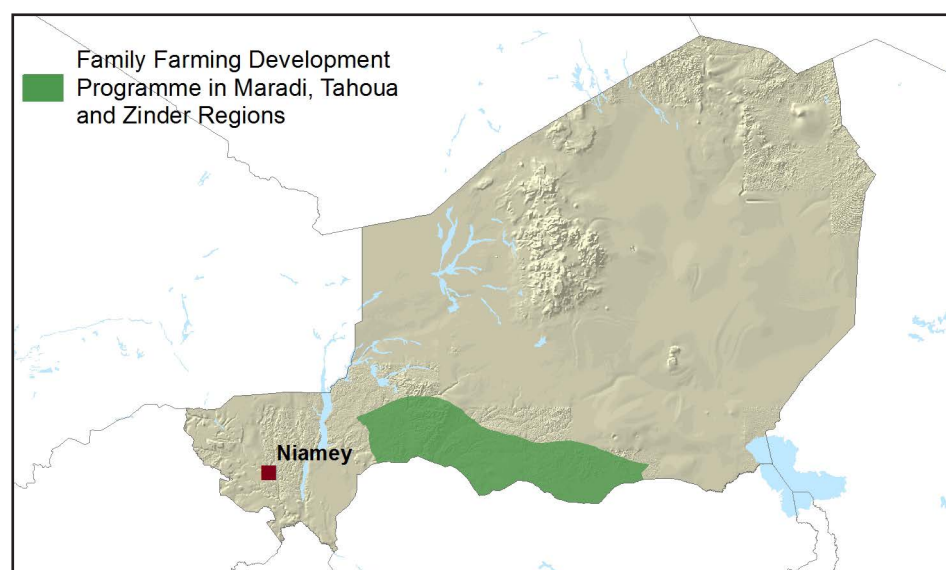 Family Farming Development
Programme in Maradi, Tahoua
and Zinder Regions
Niamey